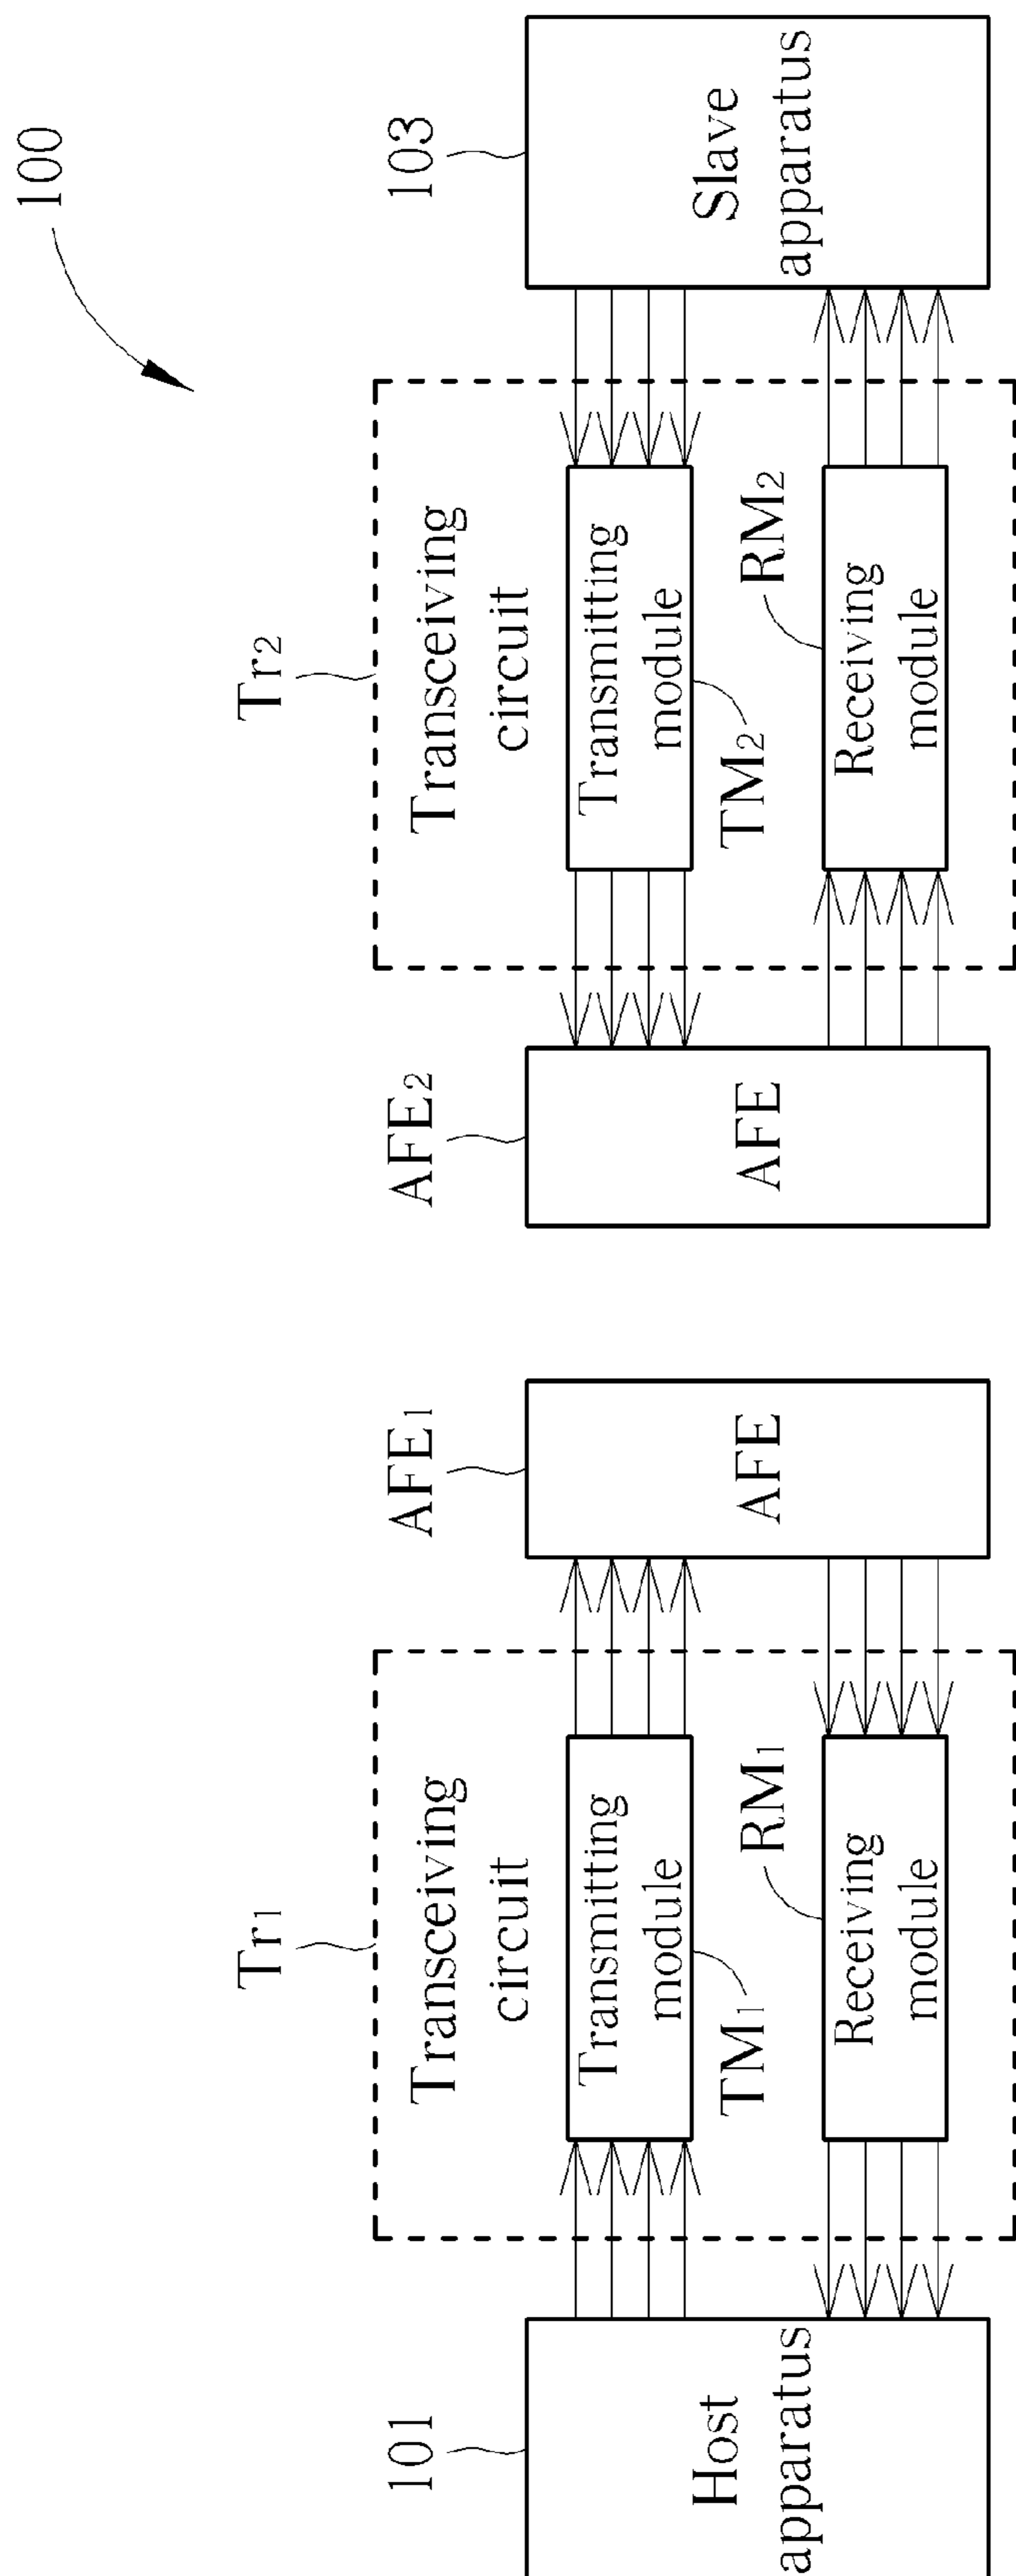 100
Tr1
Tr2
101
AFE1
AFE2
103
Host
apparatus
Transceiving
circuit
Transmitting
module
TM1
RM1
Receiving
module
AFE
AFE
Transceiving
circuit
Transmitting
module
TM2
RM2
Receiving
module
Slave
apparatus